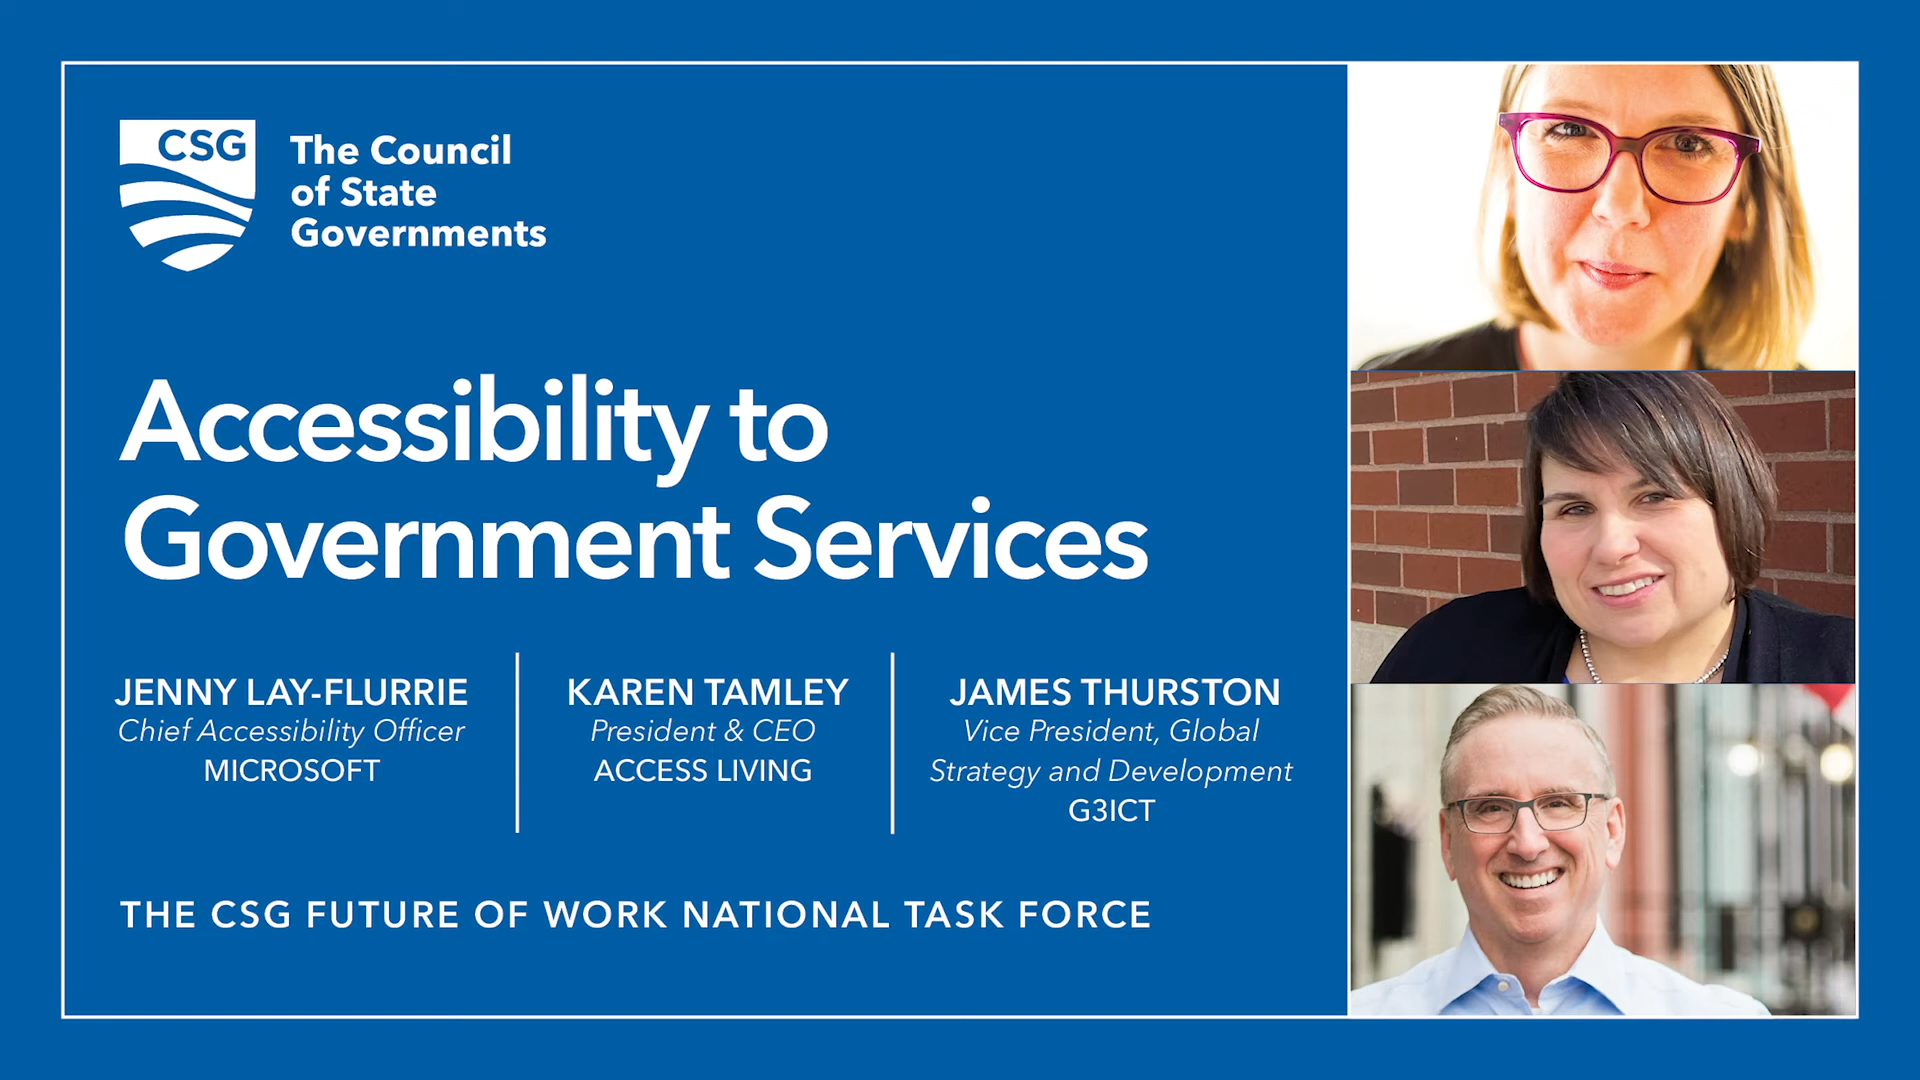 CSG
The Council
of State
Governments
Accessibility to
Government Services
JENNY LAY-FLURRIE
Chief Accessibility Officer
MICROSOFT
KAREN TAMLEY
President & CEO
ACCESS LIVING
JAMES THURSTON
Vice President, Global
Strategy and Development
G3ICT
THE CSG FUTURE OF WORK NATIONAL TASK FORCE